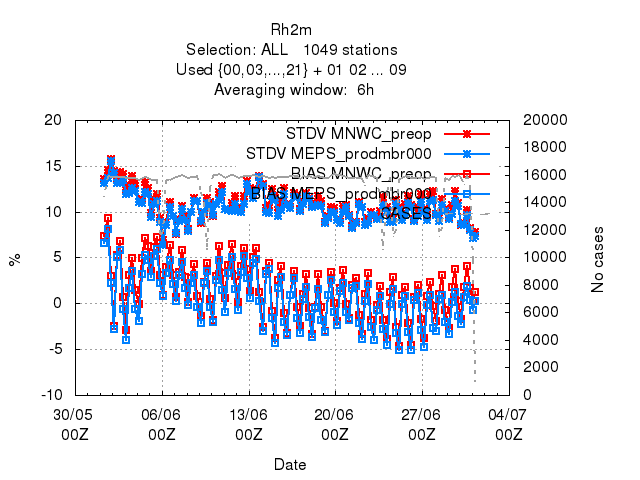 Rh2m
Selection: ALL   1049 stations
Used {00,03,...,21} + 01 02 ... 09
Averaging window:  6h
20 20000
STDV MNWC_preop 18000
STDV MEPS_prodmbr000
15 BIAS MNWC_preop 16000
BIAS MEPS_prodmbr000 14000
10 CASES
12000
5 10000
% No cases
8000
0
6000
-5 4000
2000
-10 0
30/05 06/06 13/06 20/06 27/06 04/07
00Z 00Z 00Z 00Z 00Z 00Z
Date